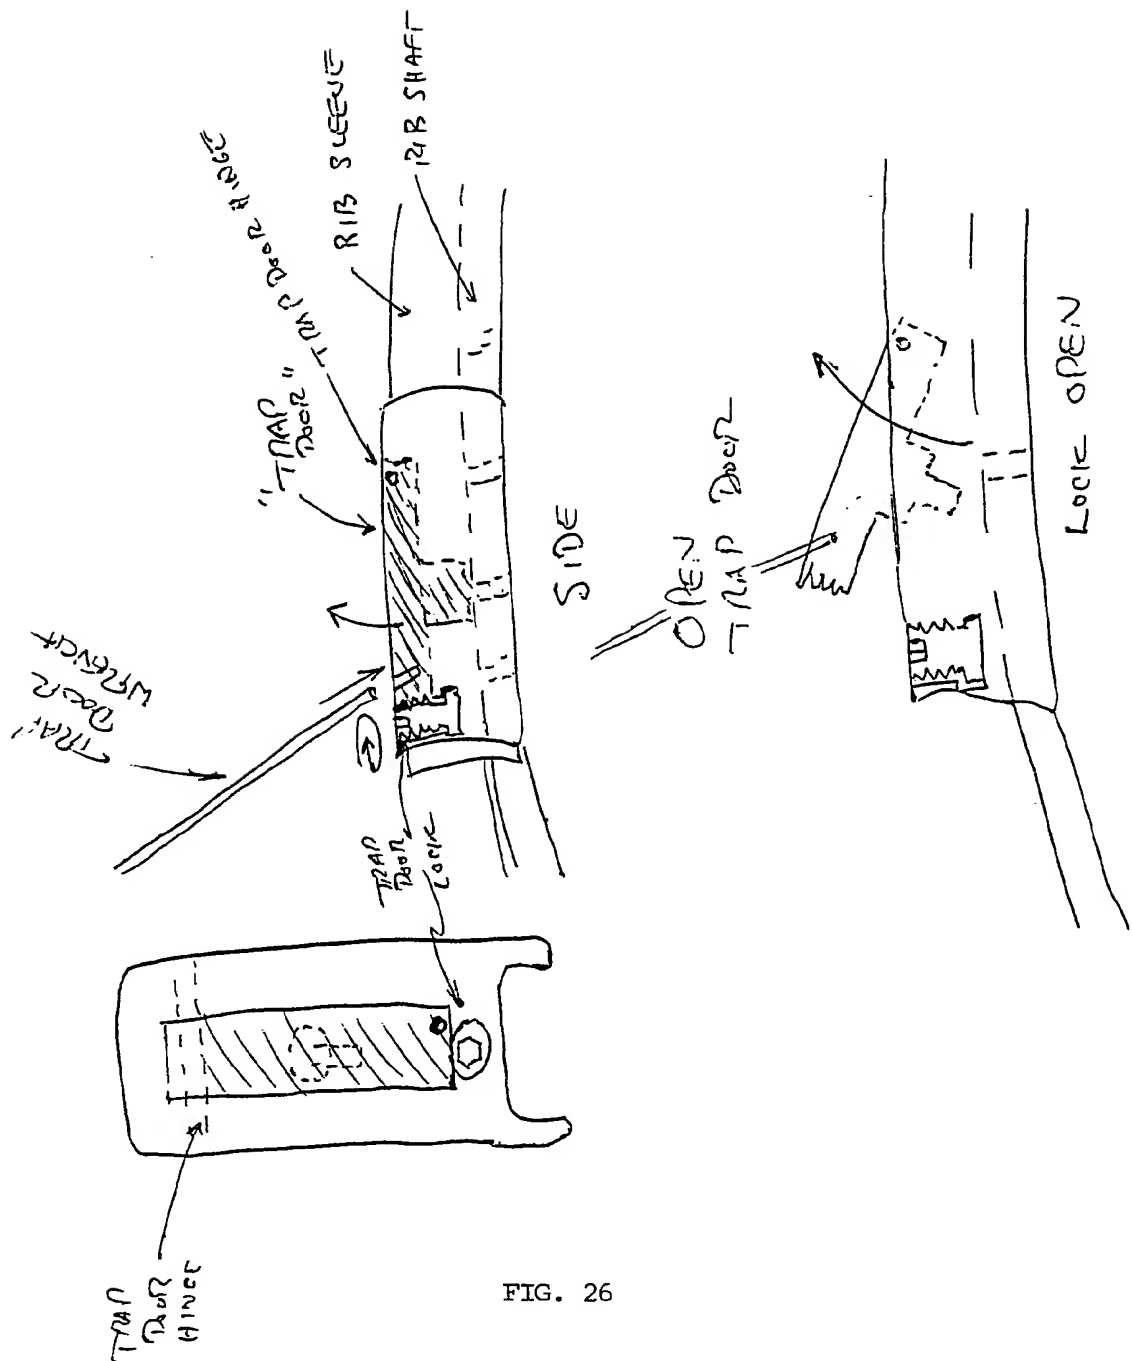 RIB SHAFT
RIB SLEEVE
TRAP DOOR HINGE
"TRAP
DOOR"
"TRAP"
DOOR
WRENCH
TRAP
DOOR
LOCK
SIDE
OPEN
TRAP DOOR
LOCK OPEN
TRAP
DOOR
HINGE
FIG. 26